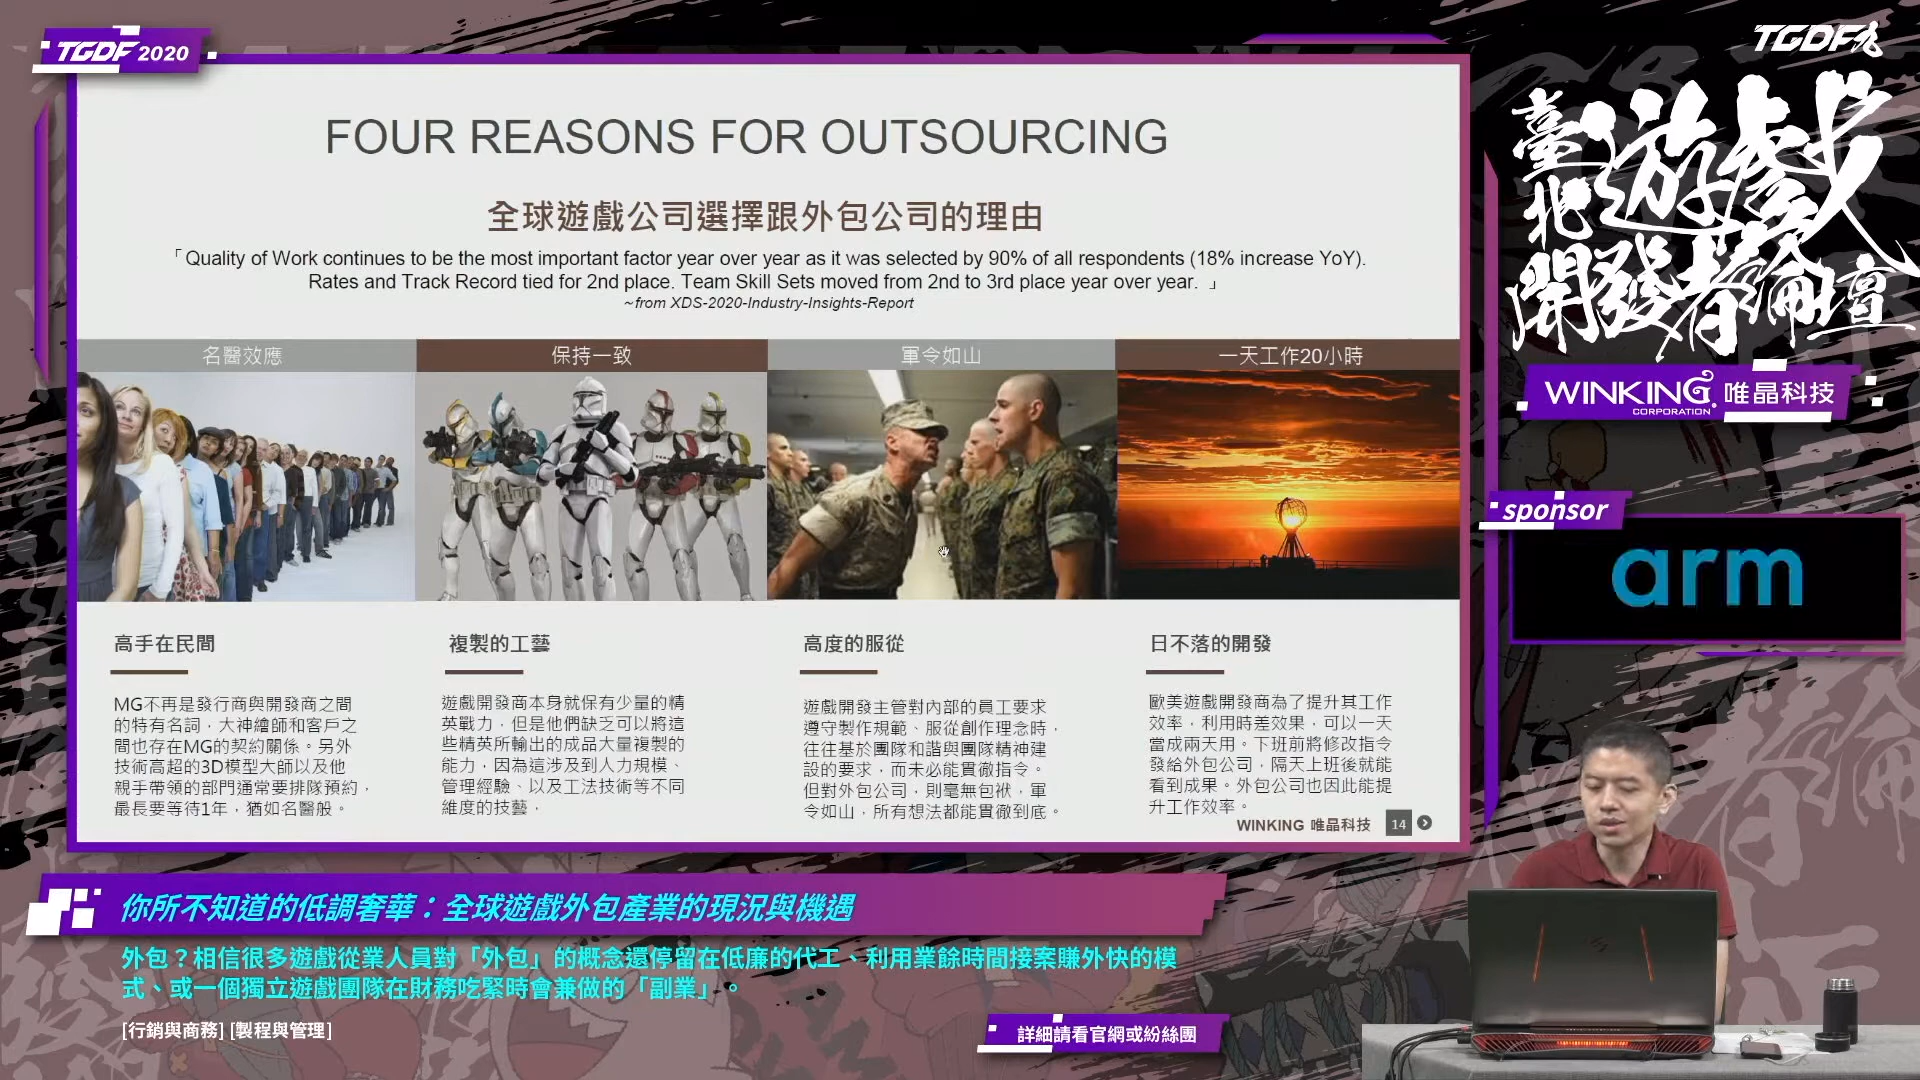 TGDF 2020
FOUR REASONS FOR OUTSOURCING
全球遊戲公司選擇跟外包公司的理由
「Quality of Work continues to be the most important factor year over year as it was selected by 90% of all respondents (18% increase YoY).
Rates and Track Record tied for 2nd place. Team Skill Sets moved from 2nd to 3rd place year over year. 」
~from XDS-2020-Industry-Insights-Report
名醫效應
高手在民間
MG不再是發行商與開發商之間
的特有名詞，大神繪師和客戶之
間也存在MG的契約關係。另外
技術高超的3D模型大師以及他
親手帶領的部門通常要排隊預約，
最長要等待1年，猶如名醫般。
保持一致
複製的工藝
遊戲開發商本身就保有少量的精
英戰力，但是他們缺乏可以將這
些精英所輸出的成品大量複製的
能力，因為這涉及到人力規模、
管理經驗、以及工法技術等不同
維度的技藝，
軍令如山
高度的服從
遊戲開發主管對內部的員工要求
遵守製作規範、服從創作理念時，
往往基於團隊和諧與團隊精神建
設的要求，而未必能貫徹指令。
但對外包公司，則毫無包袱，軍
令如山，所有想法都能貫徹到底。
一天工作20小時
日不落的開發
歐美遊戲開發商為了提升其工作
效率，利用時差效果，可以一天
當成兩天用。下班前將修改指令
發給外包公司，隔天上班後就能
看到成果。外包公司也因此能提
升工作效率。
WINKING 唯晶科技 14
TGDF九
臺北遊戲
開發者論壇
WINKING 唯晶科技
CORPORATION
sponsor
arm
你所不知道的低調奢華：全球遊戲外包產業的現況與機遇
外包？相信很多遊戲從業人員對「外包」的概念還停留在低廉的代工、利用業餘時間接案賺外快的模
式、或一個獨立遊戲團隊在財務吃緊時會兼做的「副業」。
[行銷與商務] [製程與管理]
詳細請看官網或紛絲團